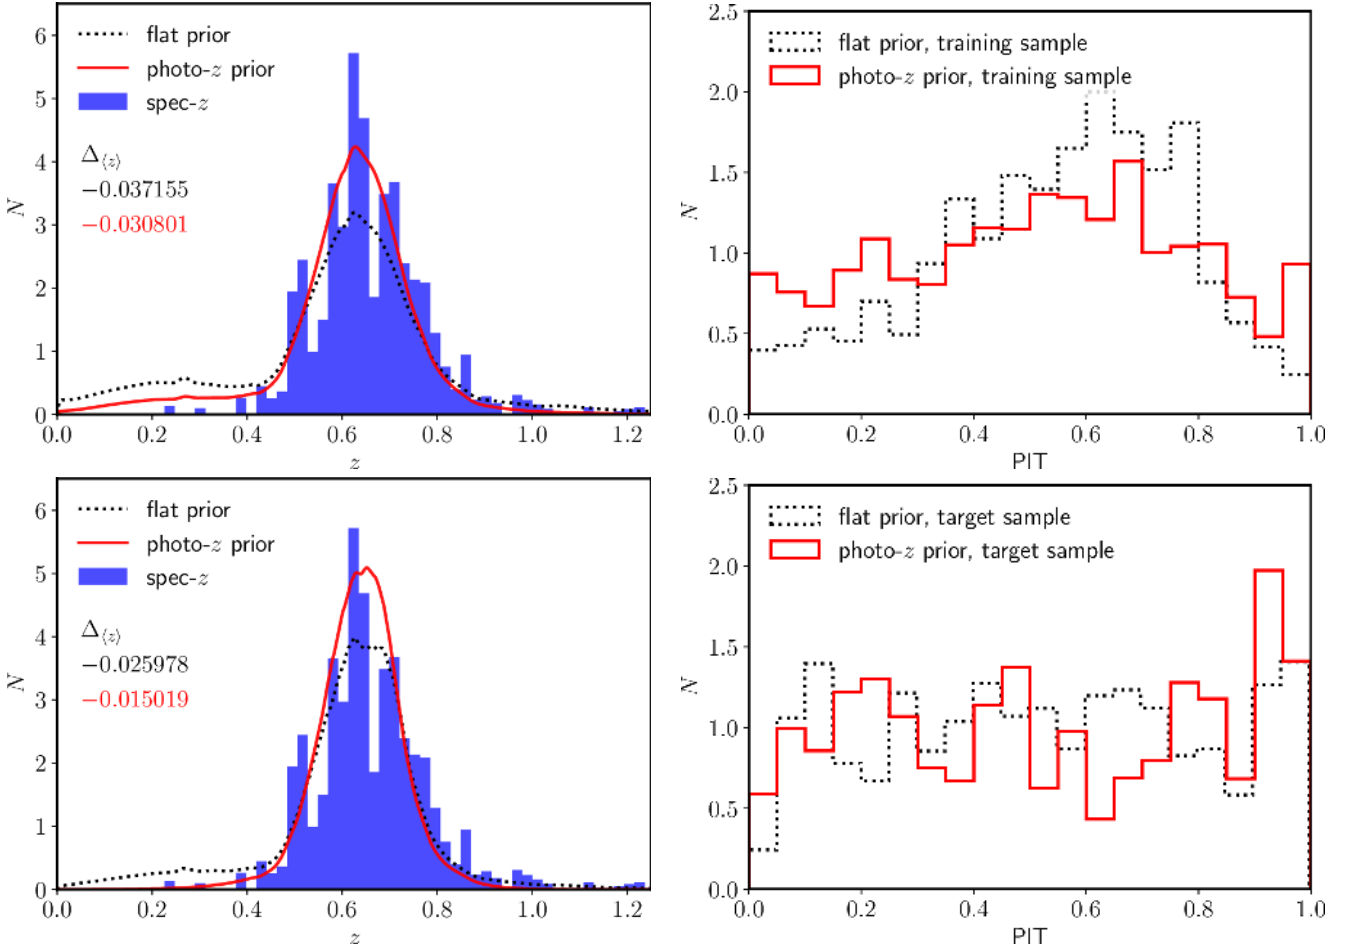 flat prior
photo-z prior
spec-z
Δ⟨z⟩
−0.037155
−0.030801
N
0
1
2
3
4
5
6
0.0 0.2 0.4 0.6 0.8 1.0 1.2
z
flat prior, training sample
photo-z prior, training sample
N
0.0
0.5
1.0
1.5
2.0
2.5
0.0 0.2 0.4 0.6 0.8 1.0
PIT
flat prior
photo-z prior
spec-z
Δ⟨z⟩
−0.025978
−0.015019
N
0
1
2
3
4
5
6
0.0 0.2 0.4 0.6 0.8 1.0 1.2
z
flat prior, target sample
photo-z prior, target sample
N
0.0
0.5
1.0
1.5
2.0
2.5
0.0 0.2 0.4 0.6 0.8 1.0
PIT